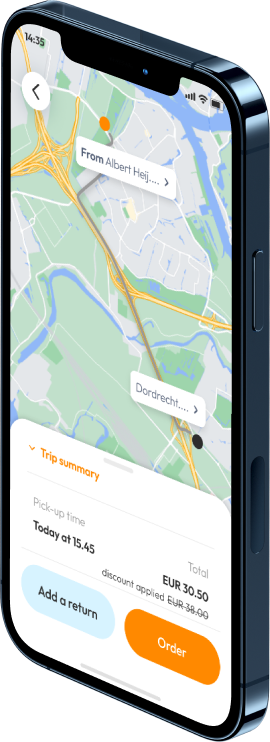 14:35
From Albert Heij.... >
Dordrecht.... >
Trip summary
Pick-up time
Total
Today at 15.45
EUR 30.50
discount applied EUR 38.00
Add a return
Order